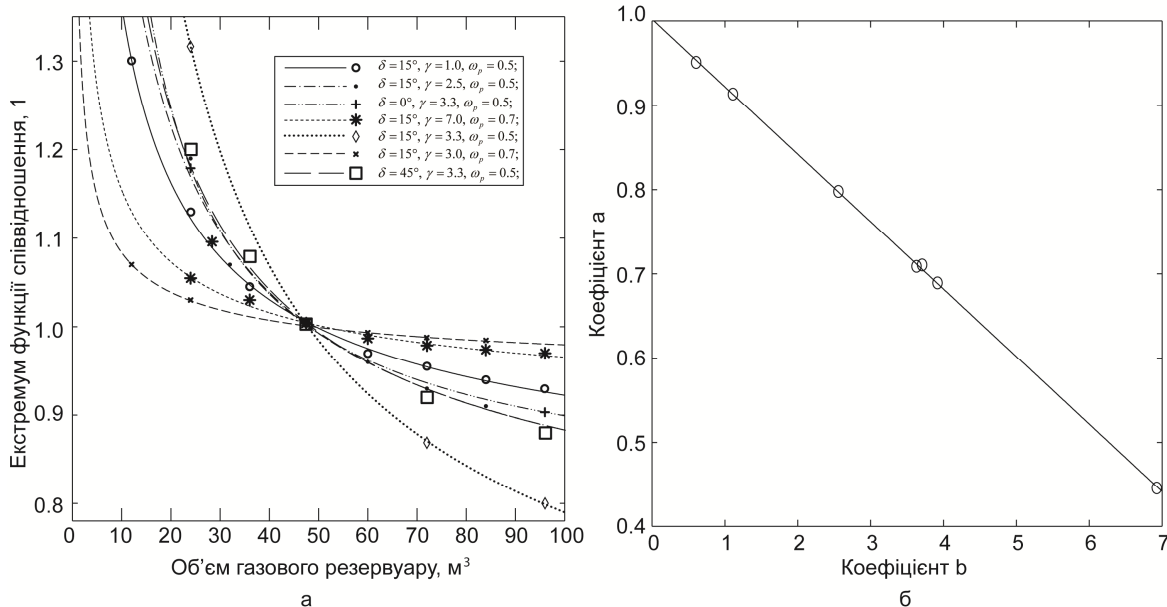 Екстремум функції співвідношення, 1
1.3
1.2
1.1
1.0
0.9
0.8
δ = 15°, γ = 1.0, ωp = 0.5;
δ = 15°, γ = 2.5, ωp = 0.5;
δ = 0°, γ = 3.3, ωp = 0.5;
δ = 15°, γ = 7.0, ωp = 0.7;
δ = 15°, γ = 3.3, ωp = 0.5;
δ = 15°, γ = 3.0, ωp = 0.7;
δ = 45°, γ = 3.3, ωp = 0.5;
0 10 20 30 40 50 60 70 80 90 100
Об’єм газового резервуару, м³
а
Коефіцієнт а
1.0
0.9
0.8
0.7
0.6
0.5
0.4
0 1 2 3 4 5 6 7
Коефіцієнт b
б